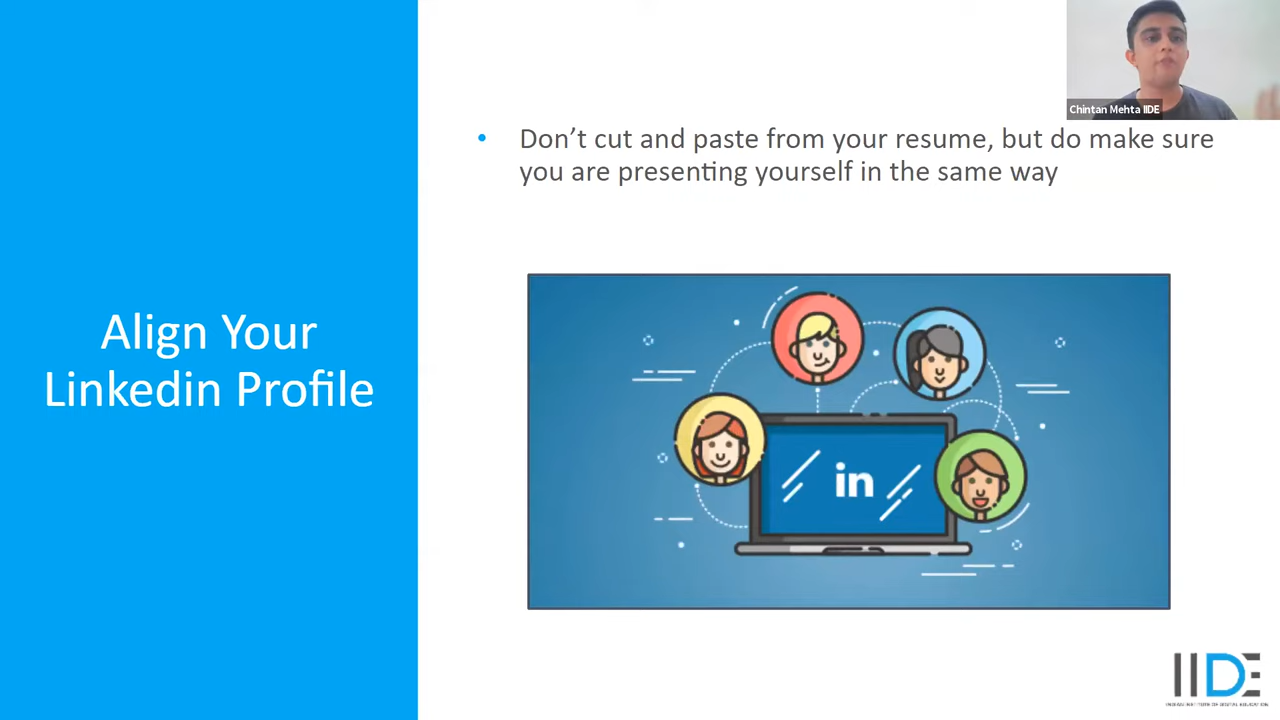 Chintan Mehta IIDE
• Don’t cut and paste from your resume, but do make sure
you are presenting yourself in the same way
Align Your
Linkedin Profile
in
IIDE